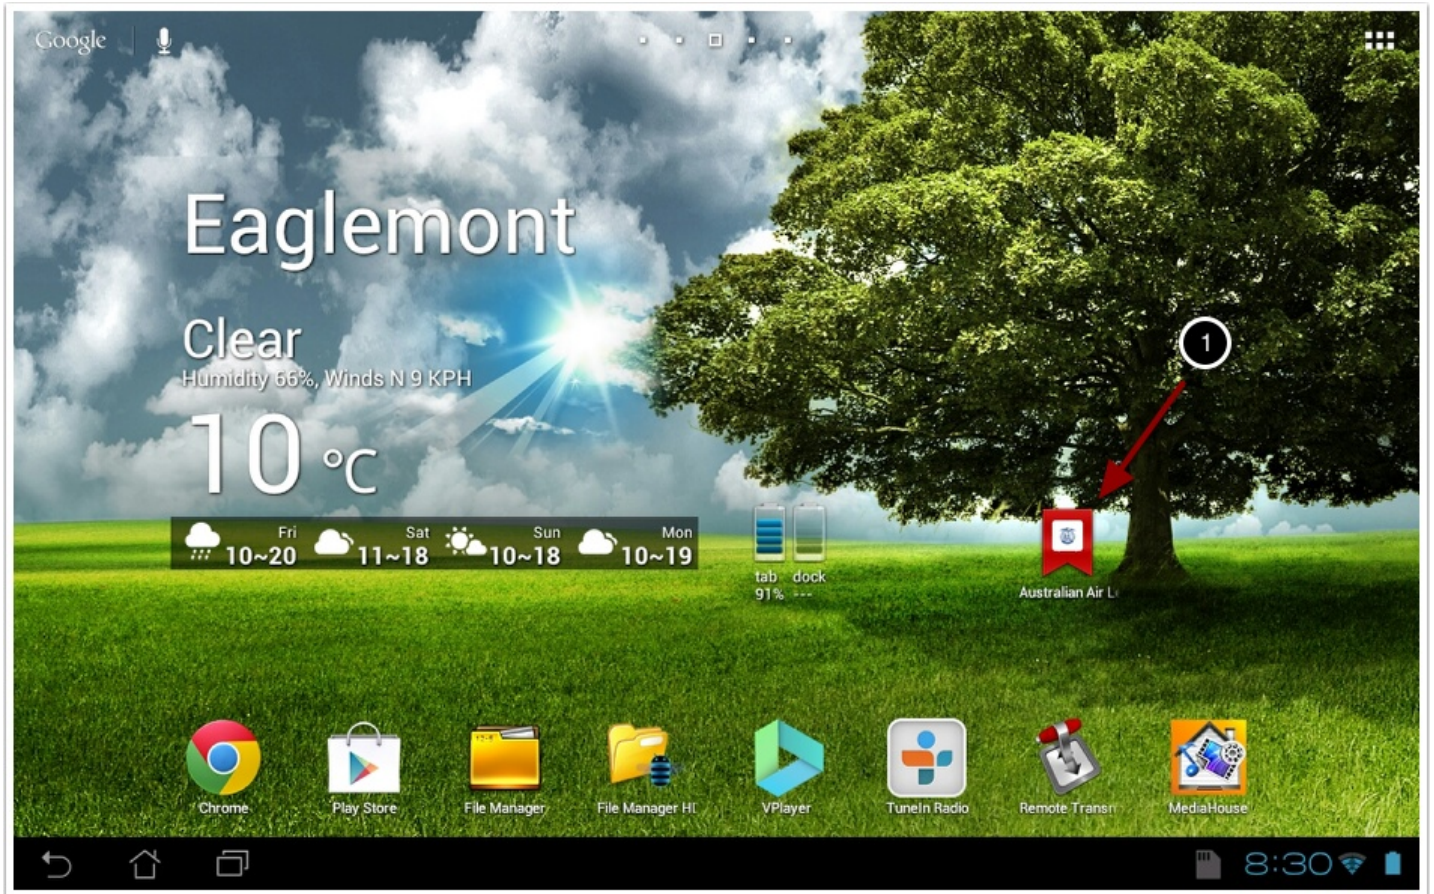 Google
Eaglemont
Clear
Humidity 66%, Winds N 9 KPH
10 °C
Fri
10~20
Sat
11~18
Sun
10~18
Mon
10~19
tab
91%
dock
---
1
Australian Air L
Chrome
Play Store
File Manager
File Manager HD
VPlayer
TuneIn Radio
Remote Transm
MediaHouse
8:30